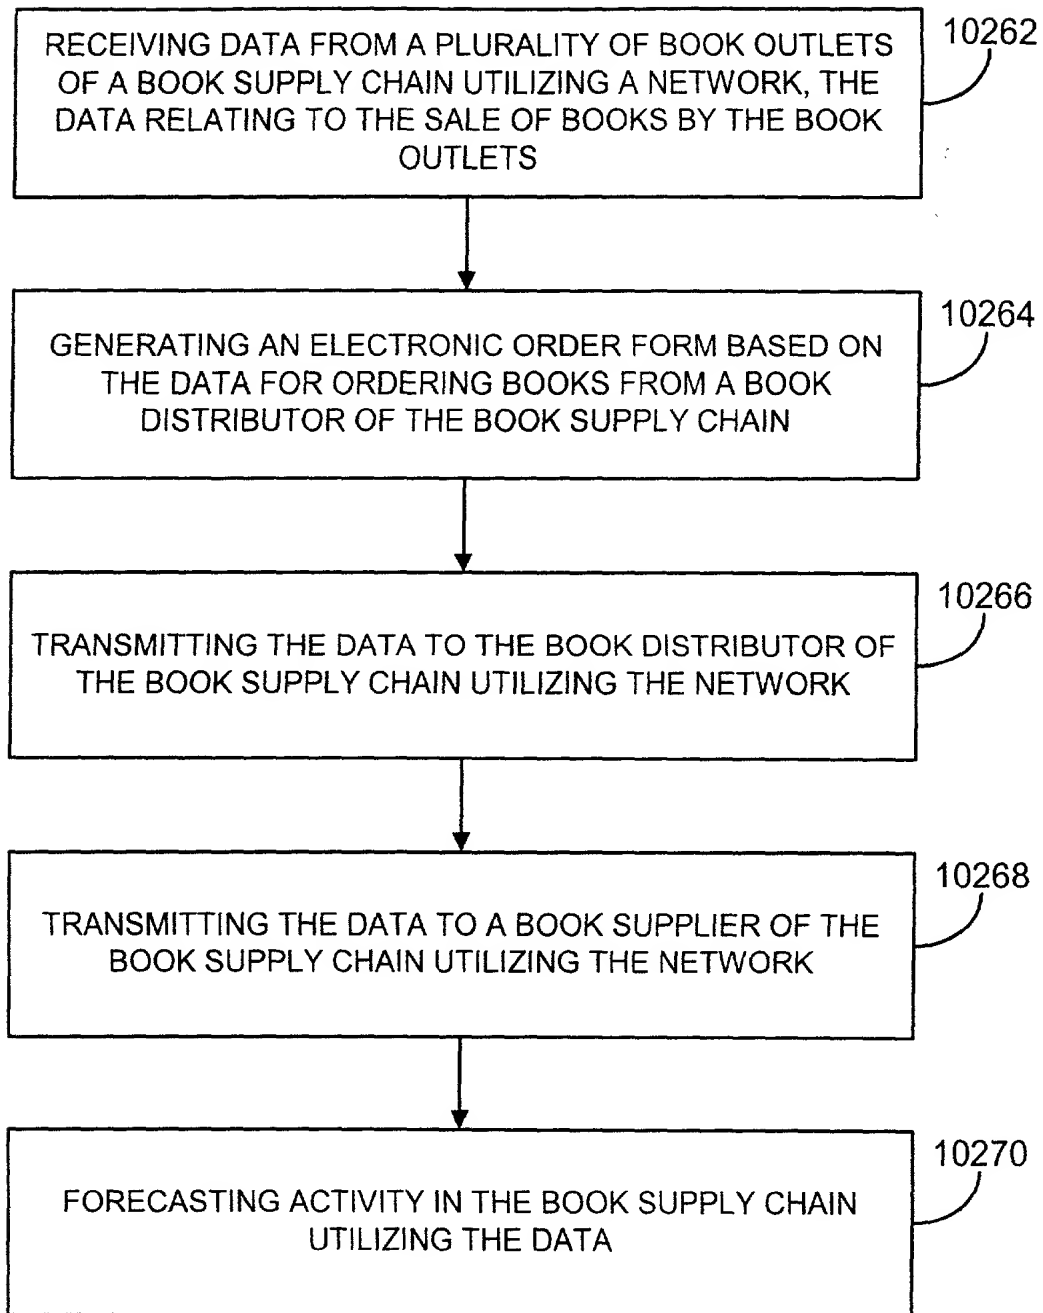 RECEIVING DATA FROM A PLURALITY OF BOOK OUTLETS
OF A BOOK SUPPLY CHAIN UTILIZING A NETWORK, THE
DATA RELATING TO THE SALE OF BOOKS BY THE BOOK
OUTLETS
10262
GENERATING AN ELECTRONIC ORDER FORM BASED ON
THE DATA FOR ORDERING BOOKS FROM A BOOK
DISTRIBUTOR OF THE BOOK SUPPLY CHAIN
10264
TRANSMITTING THE DATA TO THE BOOK DISTRIBUTOR OF
THE BOOK SUPPLY CHAIN UTILIZING THE NETWORK
10266
TRANSMITTING THE DATA TO A BOOK SUPPLIER OF THE
BOOK SUPPLY CHAIN UTILIZING THE NETWORK
10268
FORECASTING ACTIVITY IN THE BOOK SUPPLY CHAIN
UTILIZING THE DATA
10270